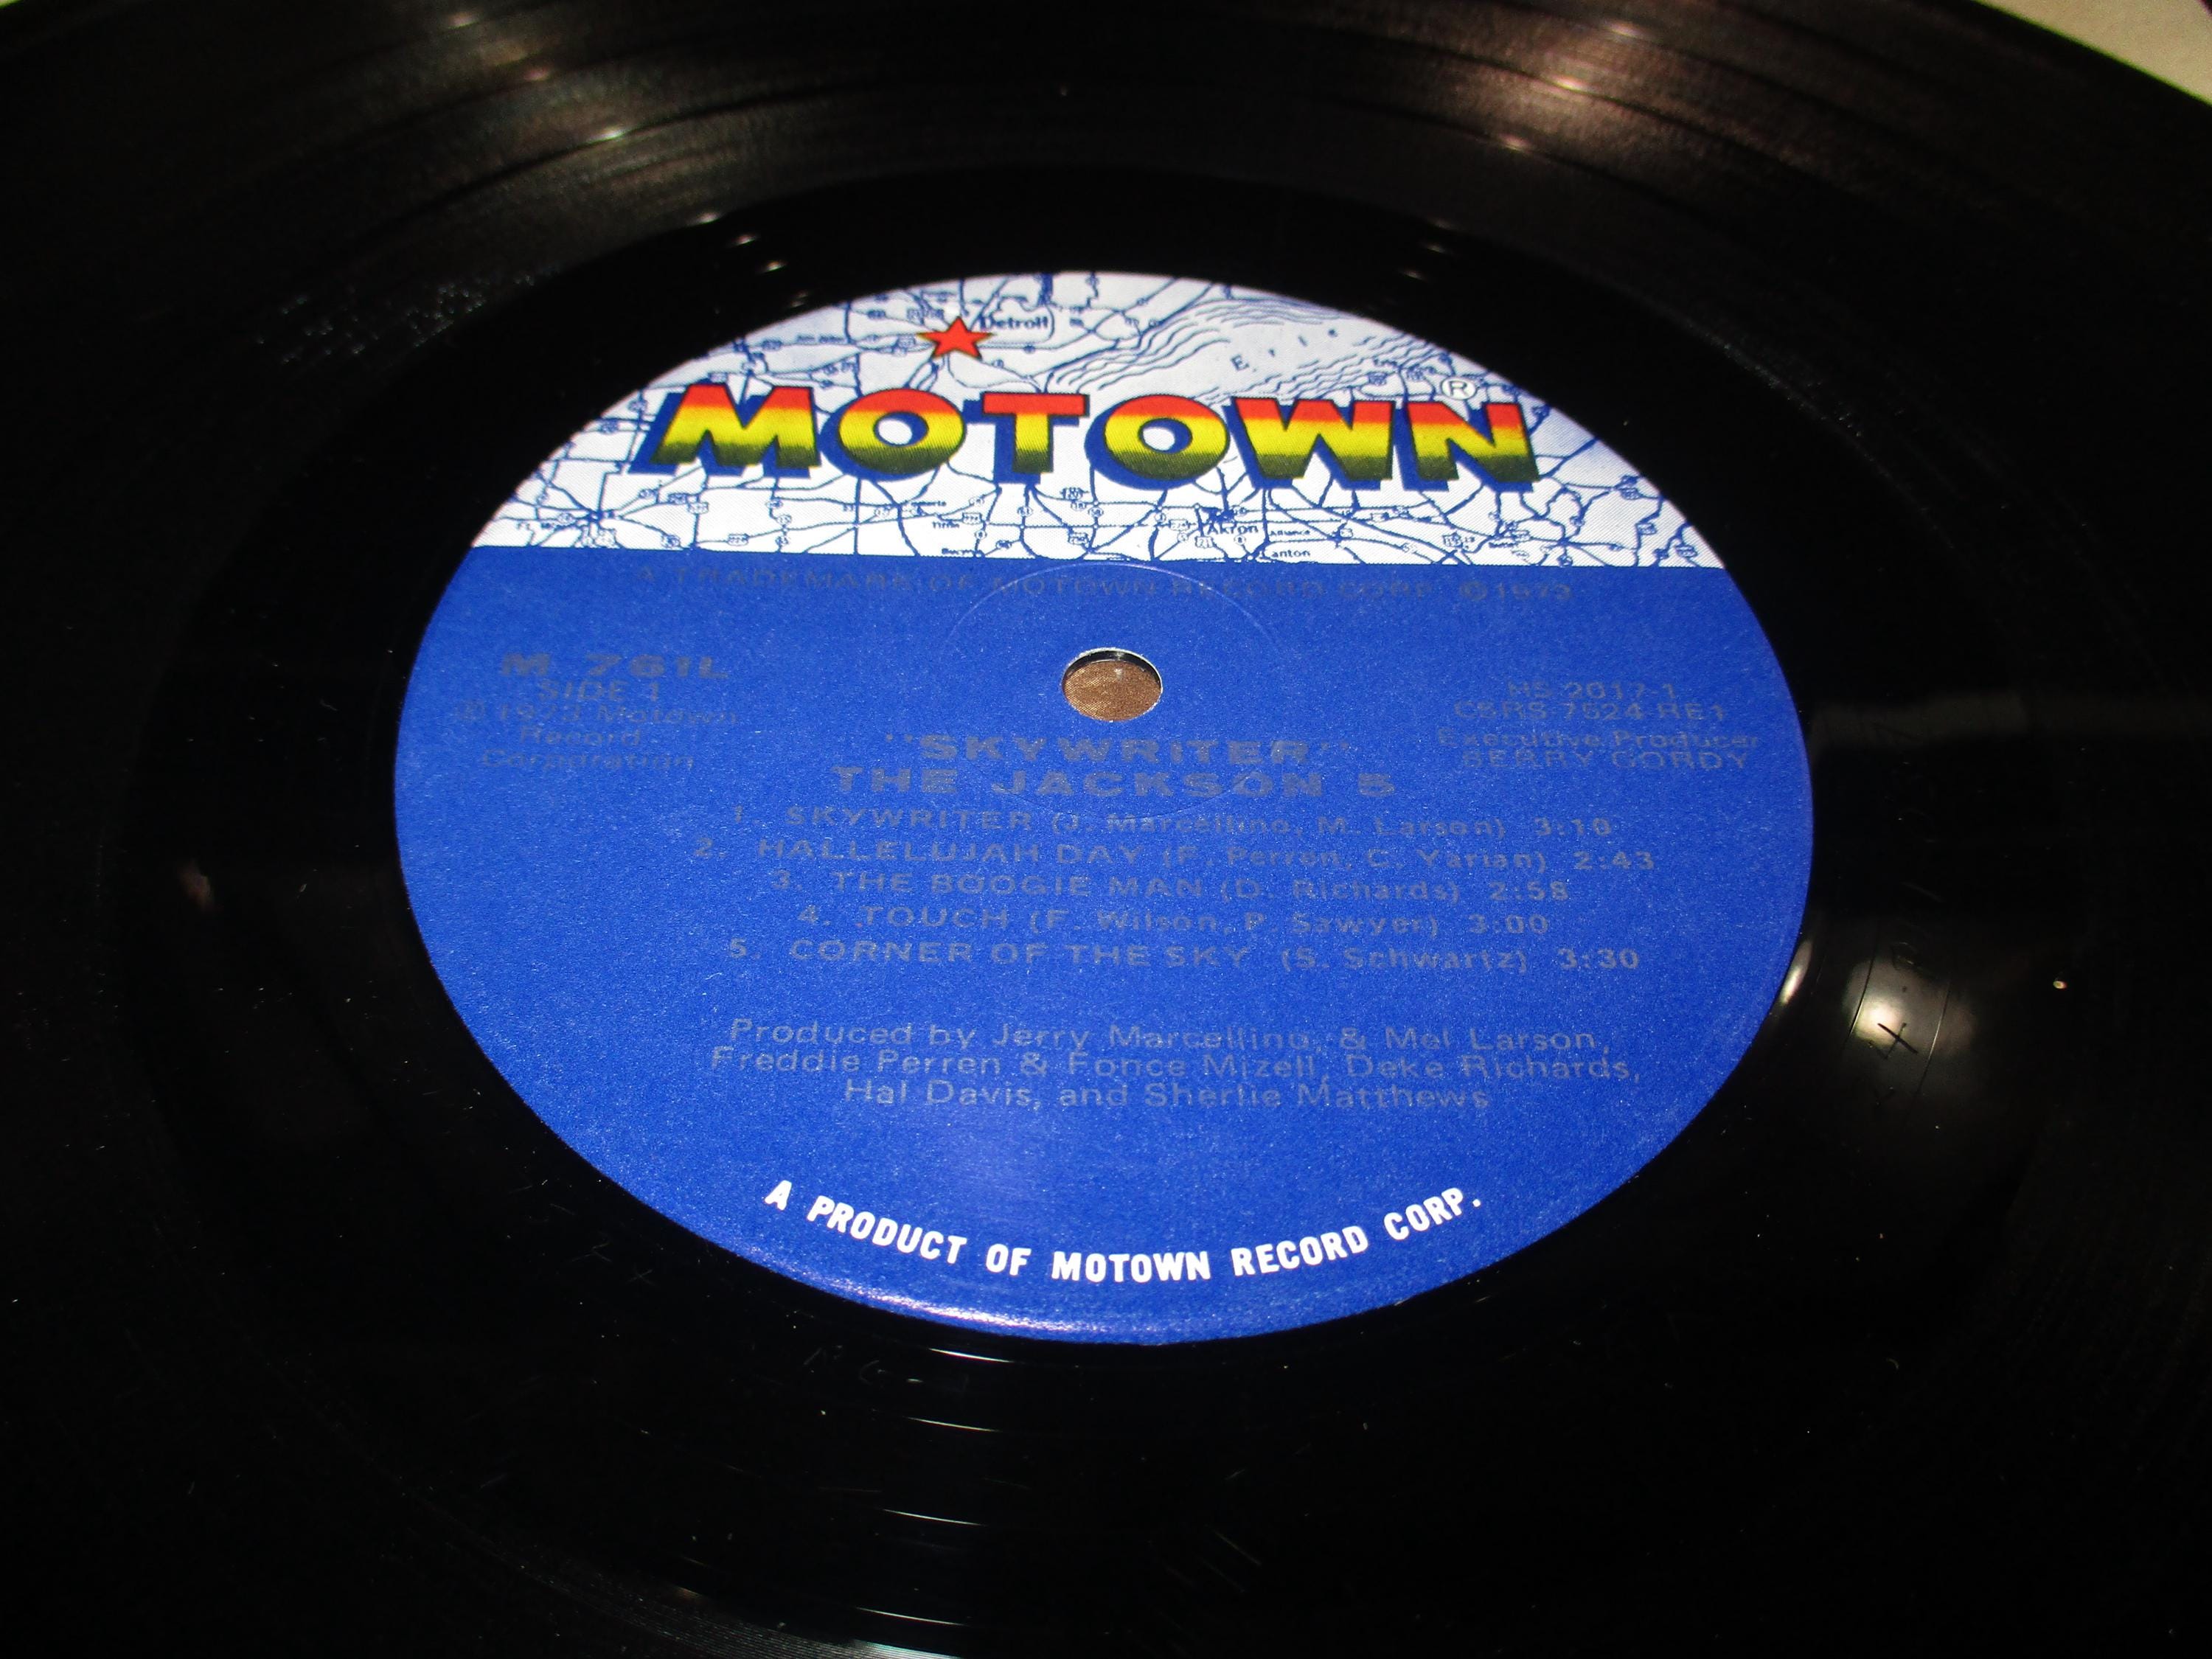 Detroit
Erie
MOTOWN®
Akron
Canton
A TRADEMARK OF MOTOWN RECORD CORP. ©1973
M 761L
SIDE 1
℗ 1973 Motown
Record
Corporation
MS 2017-1
Executive Producer
BERRY GORDY
"SKYWRITER"
THE JACKSON 5
1. SKYWRITER (J. Marcellino, M. Larson) 3:10
2. HALLELUJAH DAY (F. Perren, C. Yarian) 2:43
3. THE BOOGIE MAN (D. Richards) 2:58
4. TOUCH (F. Wilson, P. Sawyer) 3:00
5. CORNER OF THE SKY (S. Schwartz) 3:30
Produced by Jerry Marcellino, & Mel Larson,
Freddie Perren & Fonce Mizell, Deke Richards,
Hal Davis, and Sherlie Matthews
A PRODUCT OF MOTOWN RECORD CORP.